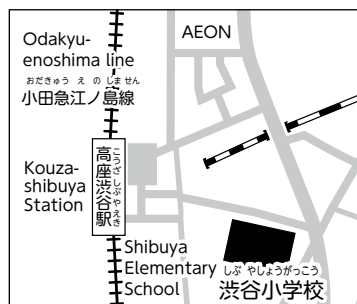 Odakyu-
enoshima line
おだきゅう え の しません
小田急江ノ島線
AEON
Kouza-
shibuya
Station
高座渋谷駅
こうざしぶやえき
Shibuya
Elementary
School
しぶ やしょうがっこう
渋谷小学校